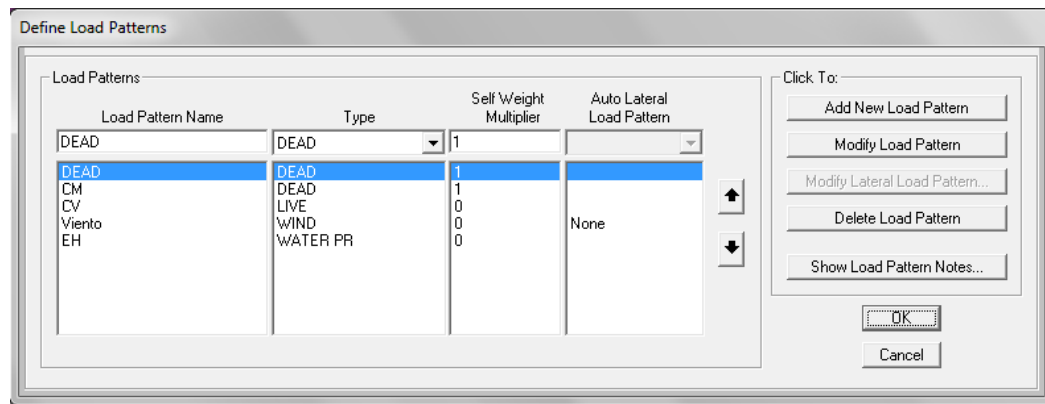 Define Load Patterns
Load Patterns
Load Pattern Name Type Self Weight Multiplier Auto Lateral Load Pattern
DEAD DEAD 1
DEAD DEAD 1
CM DEAD 1
CV LIVE 0
Viento WIND 0 None
EH WATER PR 0
Click To:
Add New Load Pattern
Modify Load Pattern
Modify Lateral Load Pattern...
Delete Load Pattern
Show Load Pattern Notes...
OK
Cancel